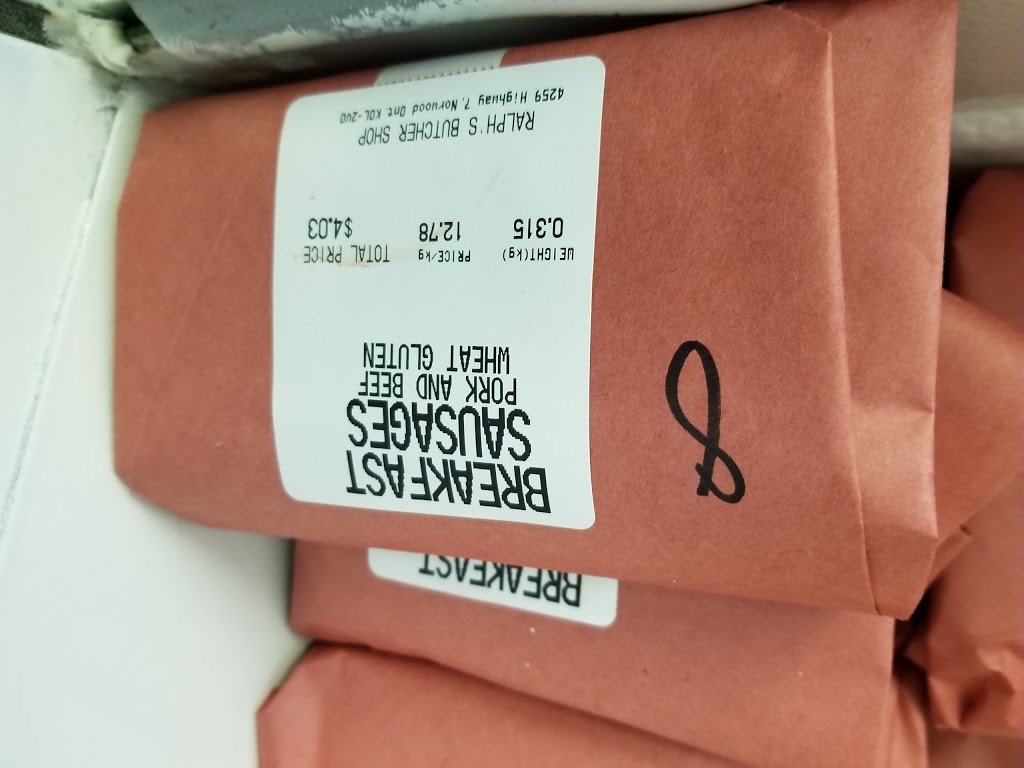 BREAKFAST
SAUSAGES
PORK AND BEEF
WHEAT GLUTEN
WEIGHT(kg) PRICE/kg TOTAL PRICE
0.315 12.78 $4.03
RALPH'S BUTCHER SHOP
4259 Highway 7, Norwood Ont. K0L-2V0
8
BREAKFAST